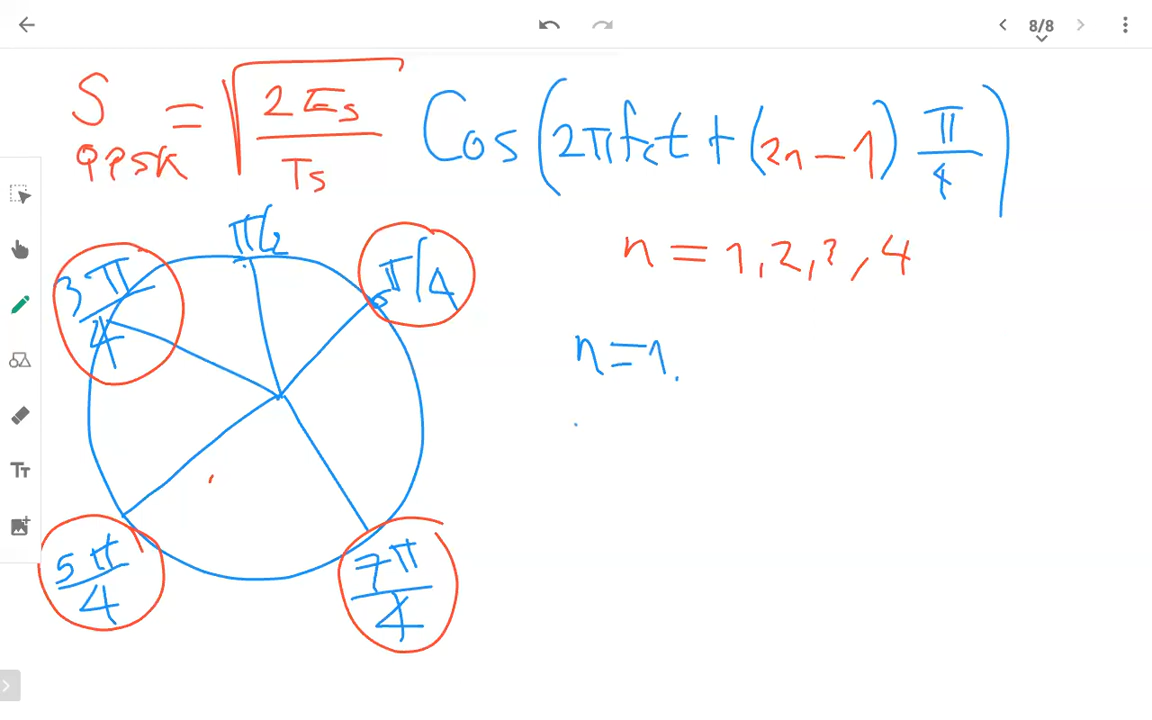 8/8
S_QPSK = √(2Es/Ts) Cos(2πfct + (2n−1) π/4)
n = 1, 2, 3, 4
π/2
π/4
3π/4
n=1.
5π/4
7π/4
Tт